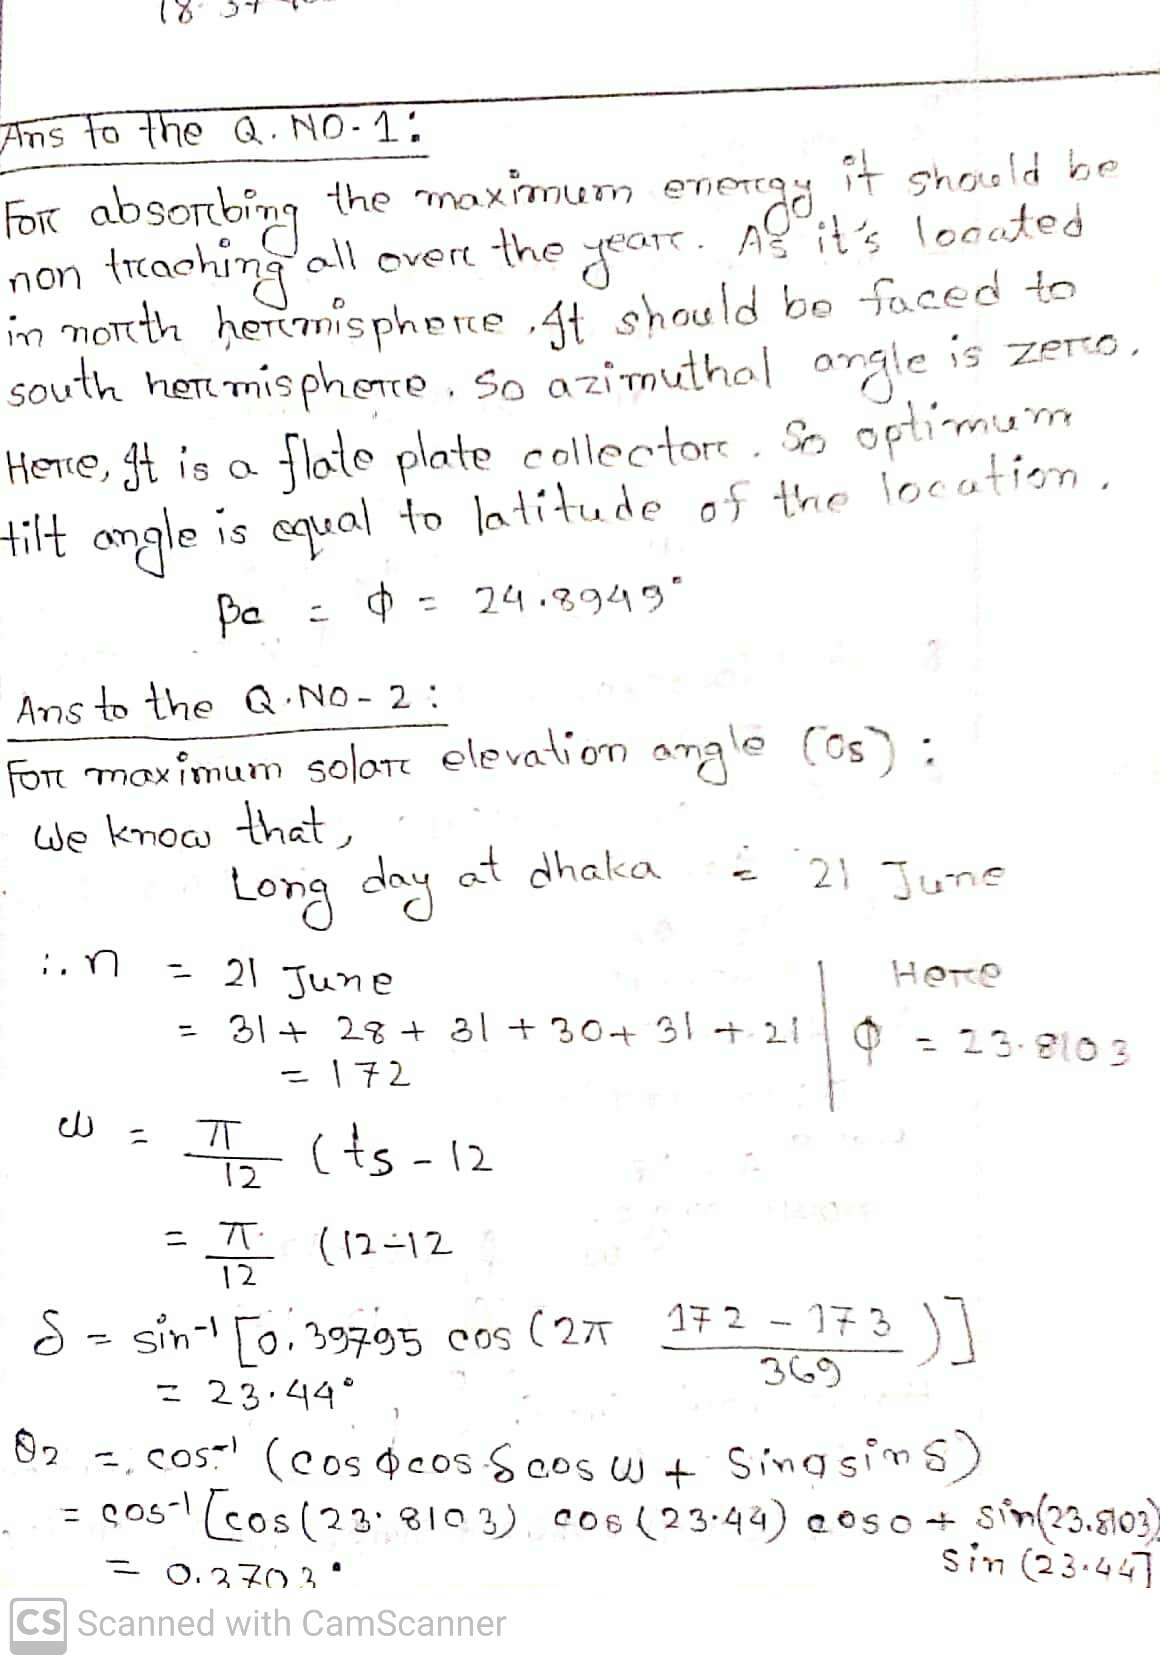 Ans to the Q. NO-1:
For absorbing the maximum energy it should be
non traching all over the year. As it's located
in north hermisphere. It should be faced to
south hermisphere. So azimuthal angle is zero.
Here, It is a flate plate collector. So optimum
tilt angle is equal to latitude of the location.
βc = φ = 24.8949°
Ans to the Q.NO-2:
For maximum solar elevation angle (θs):
We know that,
Long day at dhaka = 21 June
∴ n = 21 June
Here
= 31 + 28 + 31 + 30 + 31 + 21
φ = 23.8103
= 172
ω = π/12 (ts - 12
= π/12 (12-12
δ = sin⁻¹ [0.39795 cos (2π (172 - 173)/369)]
= 23.44°
θz = cos⁻¹ (cos φ cos δ cos ω + sin φ sin δ)
= cos⁻¹ [cos(23.8103) cos(23.44) cos 0 + sin(23.8103)
sin (23.44]
= 0.3703°
CS Scanned with CamScanner